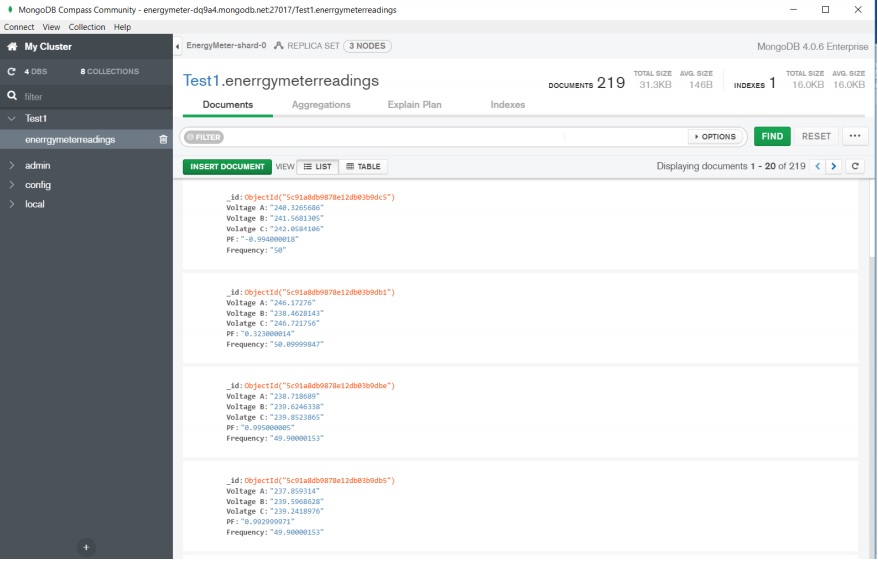 MongoDB Compass Community - energymeter-dq9a4.mongodb.net:27017/Test1.enerrgymeterreadings
Connect View Collection Help
My Cluster
4 DBS 8 COLLECTIONS
filter
Test1
enerrgymeterreadings
admin
config
local
EnergyMeter-shard-0 REPLICA SET 3 NODES
MongoDB 4.0.6 Enterprise
Test1.enerrgymeterreadings
DOCUMENTS 219 TOTAL SIZE 31.3KB AVG. SIZE 146B INDEXES 1 TOTAL SIZE 16.0KB AVG. SIZE 16.0KB
Documents Aggregations Explain Plan Indexes
FILTER OPTIONS FIND RESET ...
INSERT DOCUMENT VIEW LIST TABLE Displaying documents 1 - 20 of 219 < > C
_id:ObjectId("5c91a8db9878e12db03b9dc5")
Voltage A:"240.3265686"
Voltage B:"241.5681305"
Volatge C:"242.0584106"
PF:"-0.994000018"
Frequency:"50"
_id:ObjectId("5c91a8db9878e12db03b9db1")
Voltage A:"246.17276"
Voltage B:"238.4628143"
Volatge C:"246.721756"
PF:"0.323000014"
Frequency:"50.09999847"
_id:ObjectId("5c91a8db9878e12db03b9dbe")
Voltage A:"238.718689"
Voltage B:"239.6246338"
Volatge C:"239.8523865"
PF:"0.995000005"
Frequency:"49.90000153"
_id:ObjectId("5c91a8db9878e12db03b9db5")
Voltage A:"237.859314"
Voltage B:"239.5968628"
Volatge C:"239.2418976"
PF:"0.992999971"
Frequency:"49.90000153"